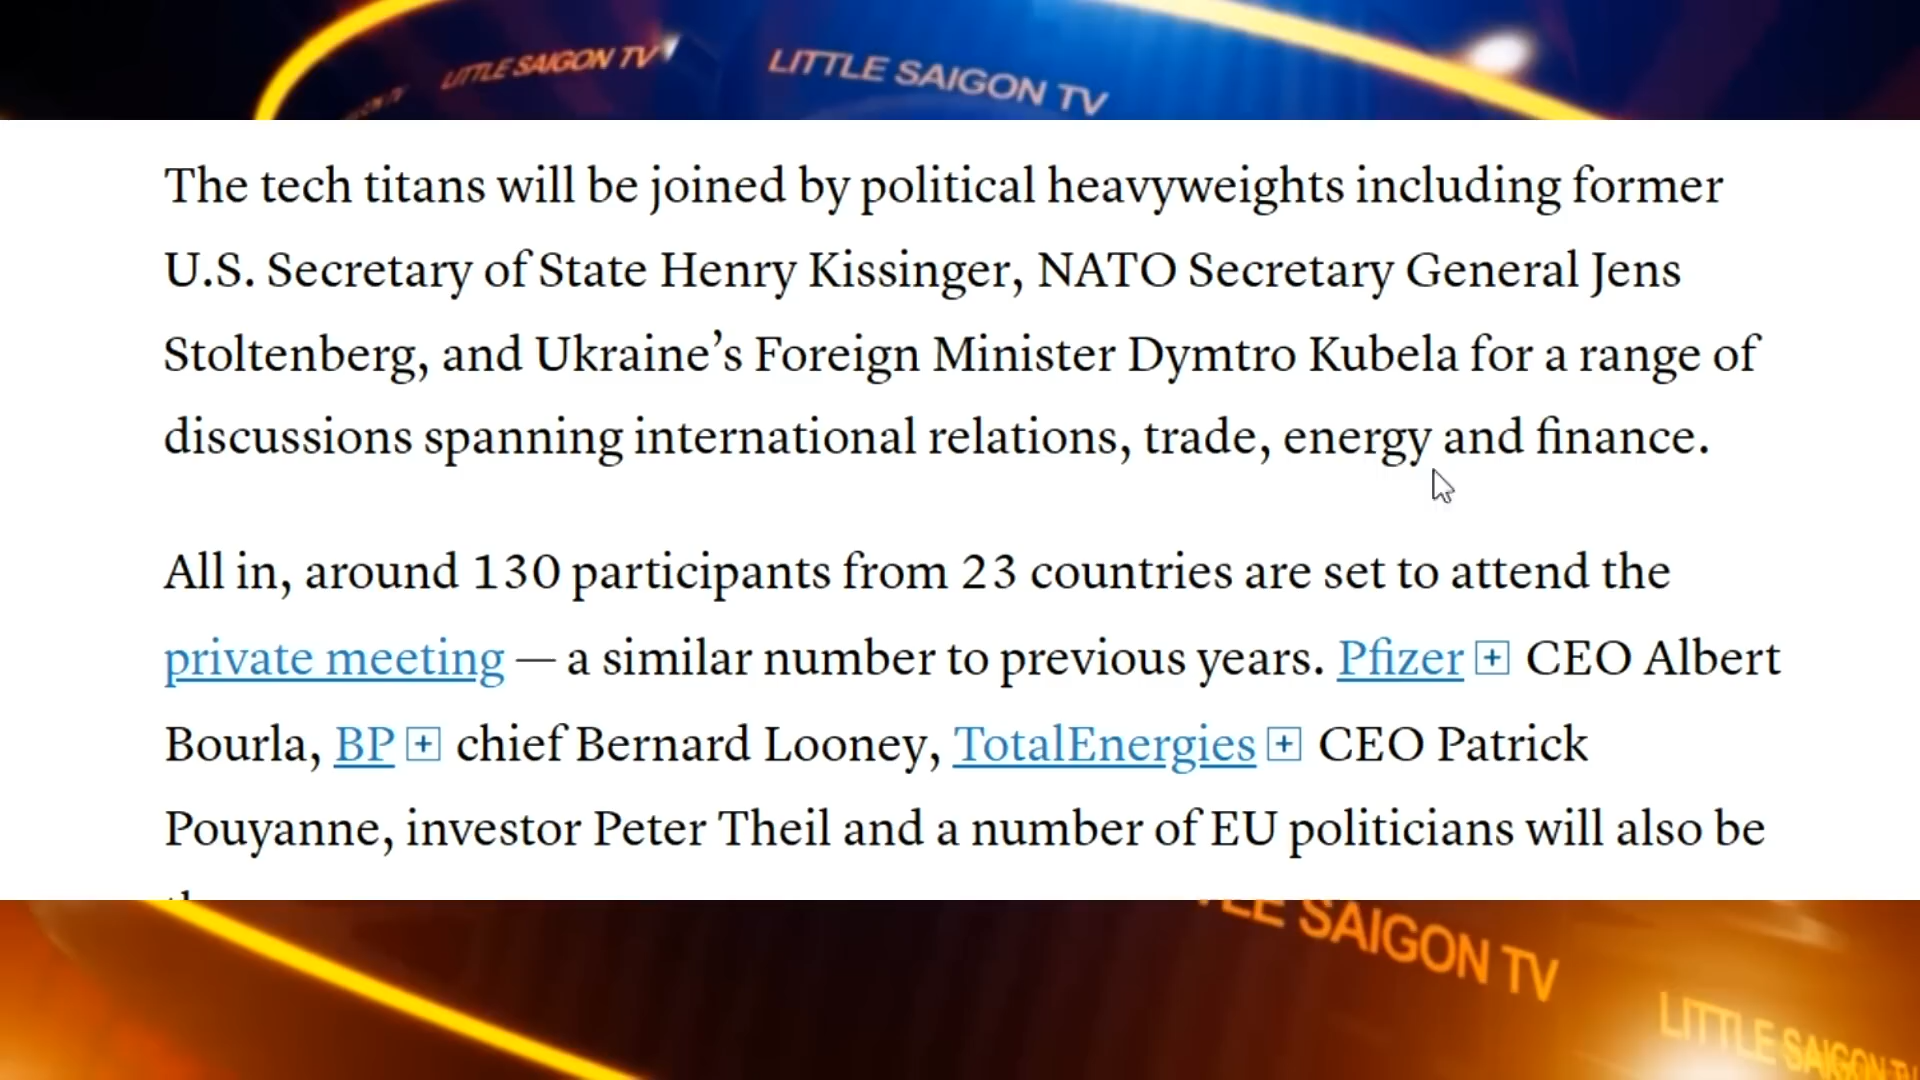 LITTLE SAIGON TV
LITTLE SAIGON TV
The tech titans will be joined by political heavyweights including former
U.S. Secretary of State Henry Kissinger, NATO Secretary General Jens
Stoltenberg, and Ukraine’s Foreign Minister Dymtro Kubela for a range of
discussions spanning international relations, trade, energy and finance.
All in, around 130 participants from 23 countries are set to attend the
private meeting — a similar number to previous years. Pfizer + CEO Albert
Bourla, BP + chief Bernard Looney, TotalEnergies + CEO Patrick
Pouyanne, investor Peter Theil and a number of EU politicians will also be
SAIGON TV
LITTLE SAIGON TV